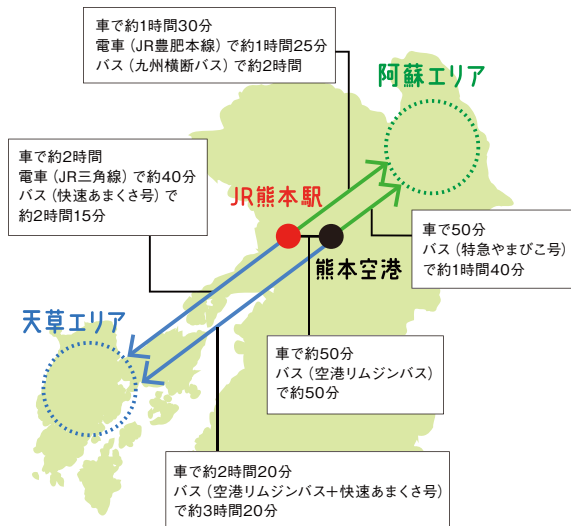 車で約1時間30分
電車（JR豊肥本線）で約1時間25分
バス（九州横断バス）で約2時間
阿蘇エリア
車で約2時間
電車（JR三角線）で約40分
バス（快速あまくさ号）で
約2時間15分
JR熊本駅
熊本空港
車で50分
バス（特急やまびこ号）
で約1時間40分
天草エリア
車で約50分
バス（空港リムジンバス）
で約50分
車で約2時間20分
バス（空港リムジンバス＋快速あまくさ号）
で約3時間20分